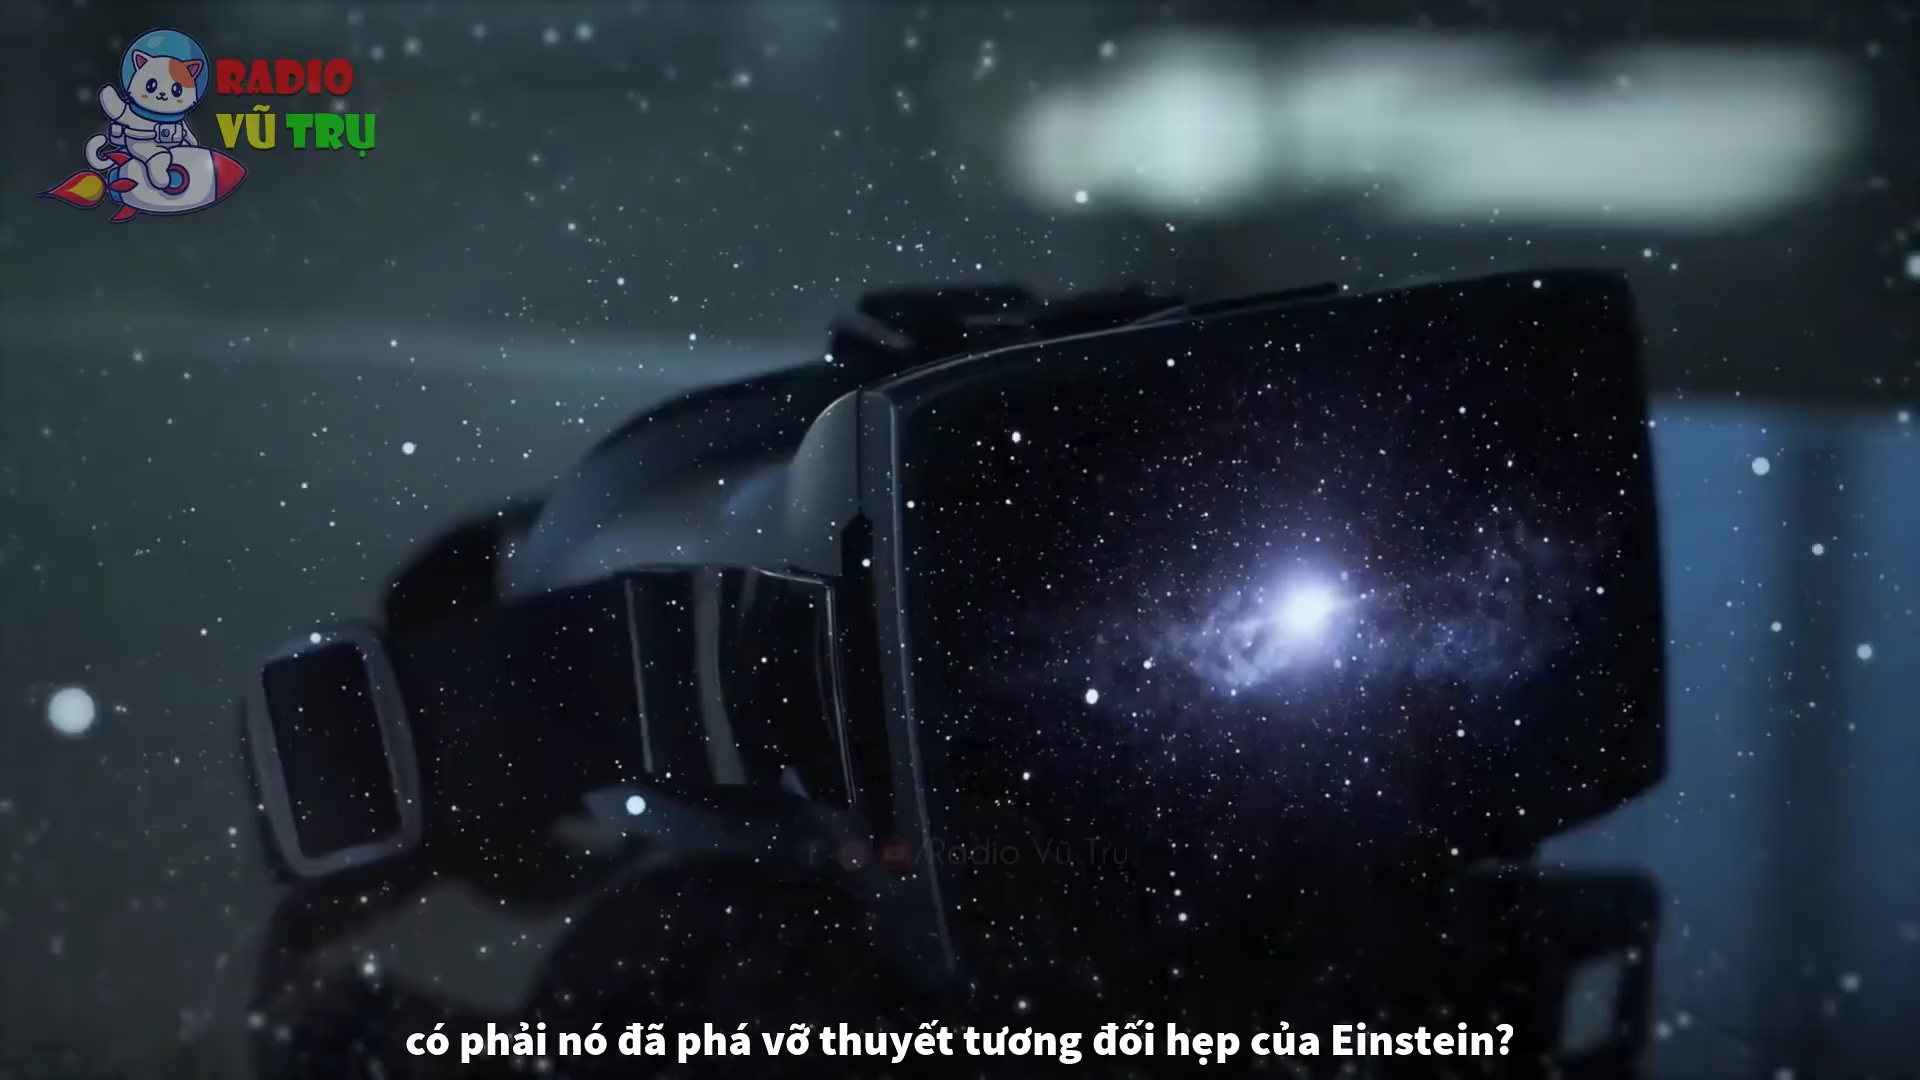 RADIO
VŨ TRỤ
/Radio Vũ Trụ
có phải nó đã phá vỡ thuyết tương đối hẹp của Einstein?